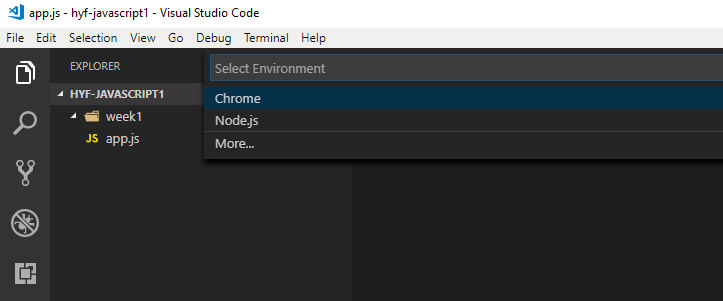 app.js - hyf-javascript1 - Visual Studio Code
File Edit Selection View Go Debug Terminal Help
EXPLORER
HYF-JAVASCRIPT1
week1
JS app.js
Select Environment
Chrome
Node.js
More...